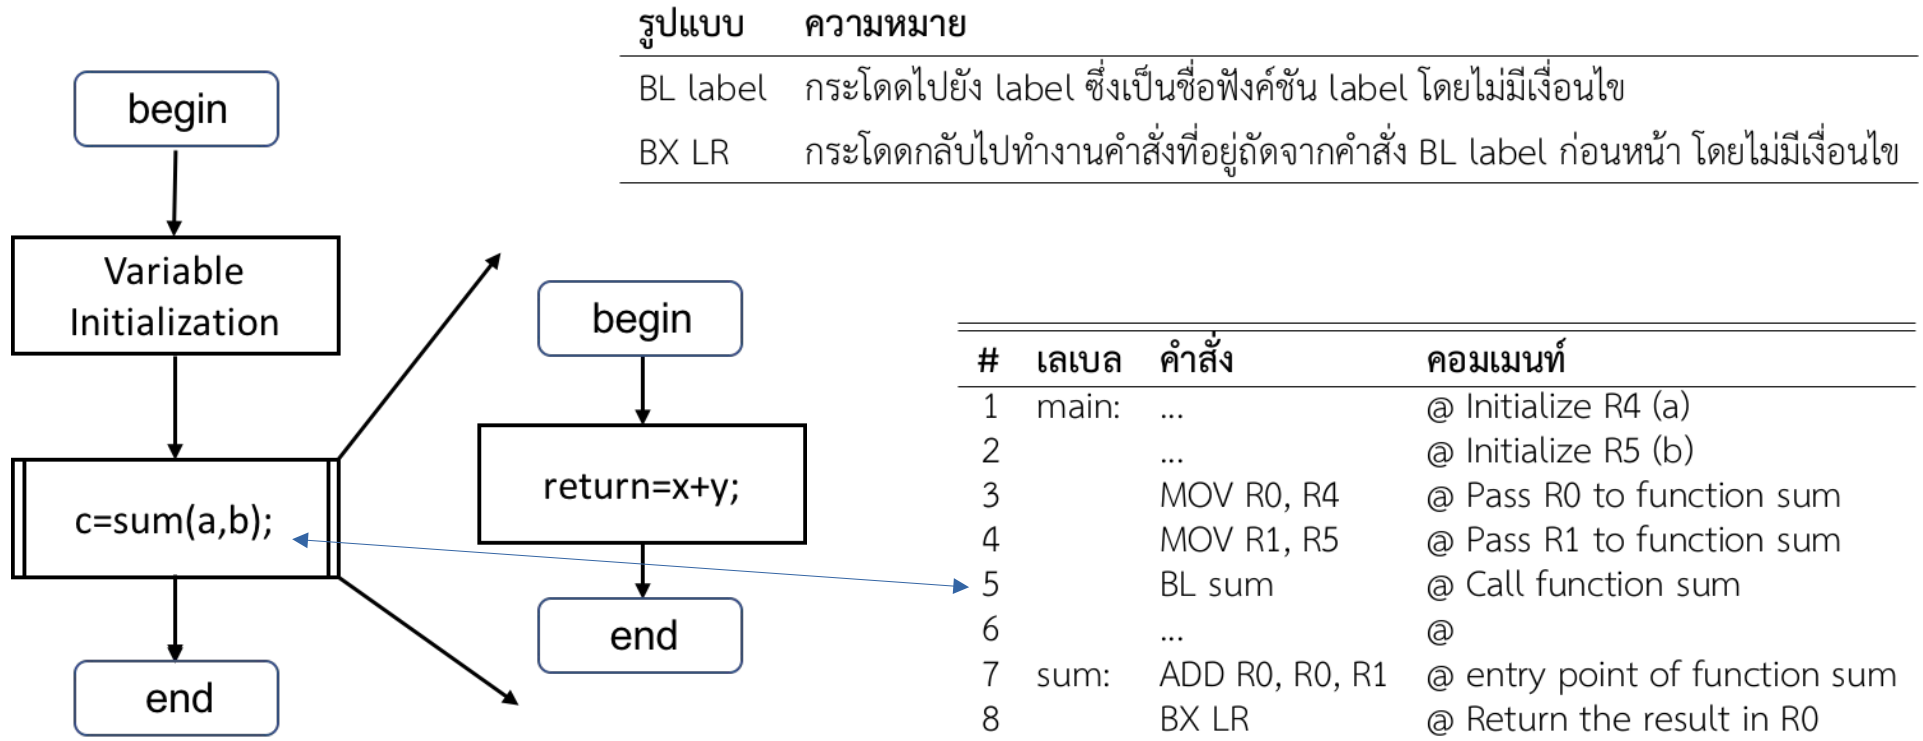 รูปแบบ ความหมาย
BL label กระโดดไปยัง label ซึ่งเป็นชื่อฟังค์ชัน label โดยไม่มีเงื่อนไข
BX LR กระโดดกลับไปทำงานคำสั่งที่อยู่ถัดจากคำสั่ง BL label ก่อนหน้า โดยไม่มีเงื่อนไข
begin
Variable
Initialization
c=sum(a,b);
end
begin
return=x+y;
end
# เลเบล คำสั่ง คอมเมนท์
1 main: ... @ Initialize R4 (a)
2 ... @ Initialize R5 (b)
3 MOV R0, R4 @ Pass R0 to function sum
4 MOV R1, R5 @ Pass R1 to function sum
5 BL sum @ Call function sum
6 ... @
7 sum: ADD R0, R0, R1 @ entry point of function sum
8 BX LR @ Return the result in R0